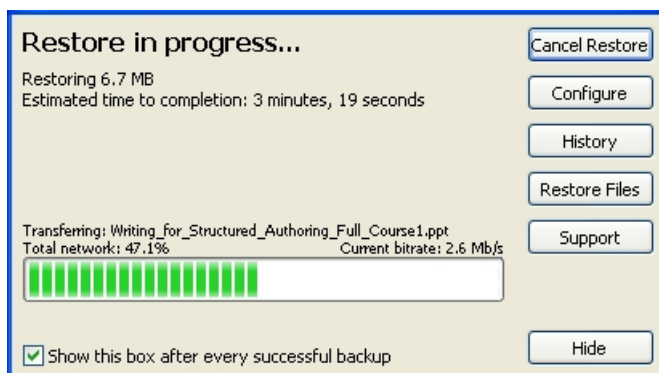 Restore in progress...
Restoring 6.7 MB
Estimated time to completion: 3 minutes, 19 seconds
Transferring: Writing_for_Structured_Authoring_Full_Course1.ppt
Total network: 47.1%
Current bitrate: 2.6 Mb/s
Show this box after every successful backup
Cancel Restore
Configure
History
Restore Files
Support
Hide